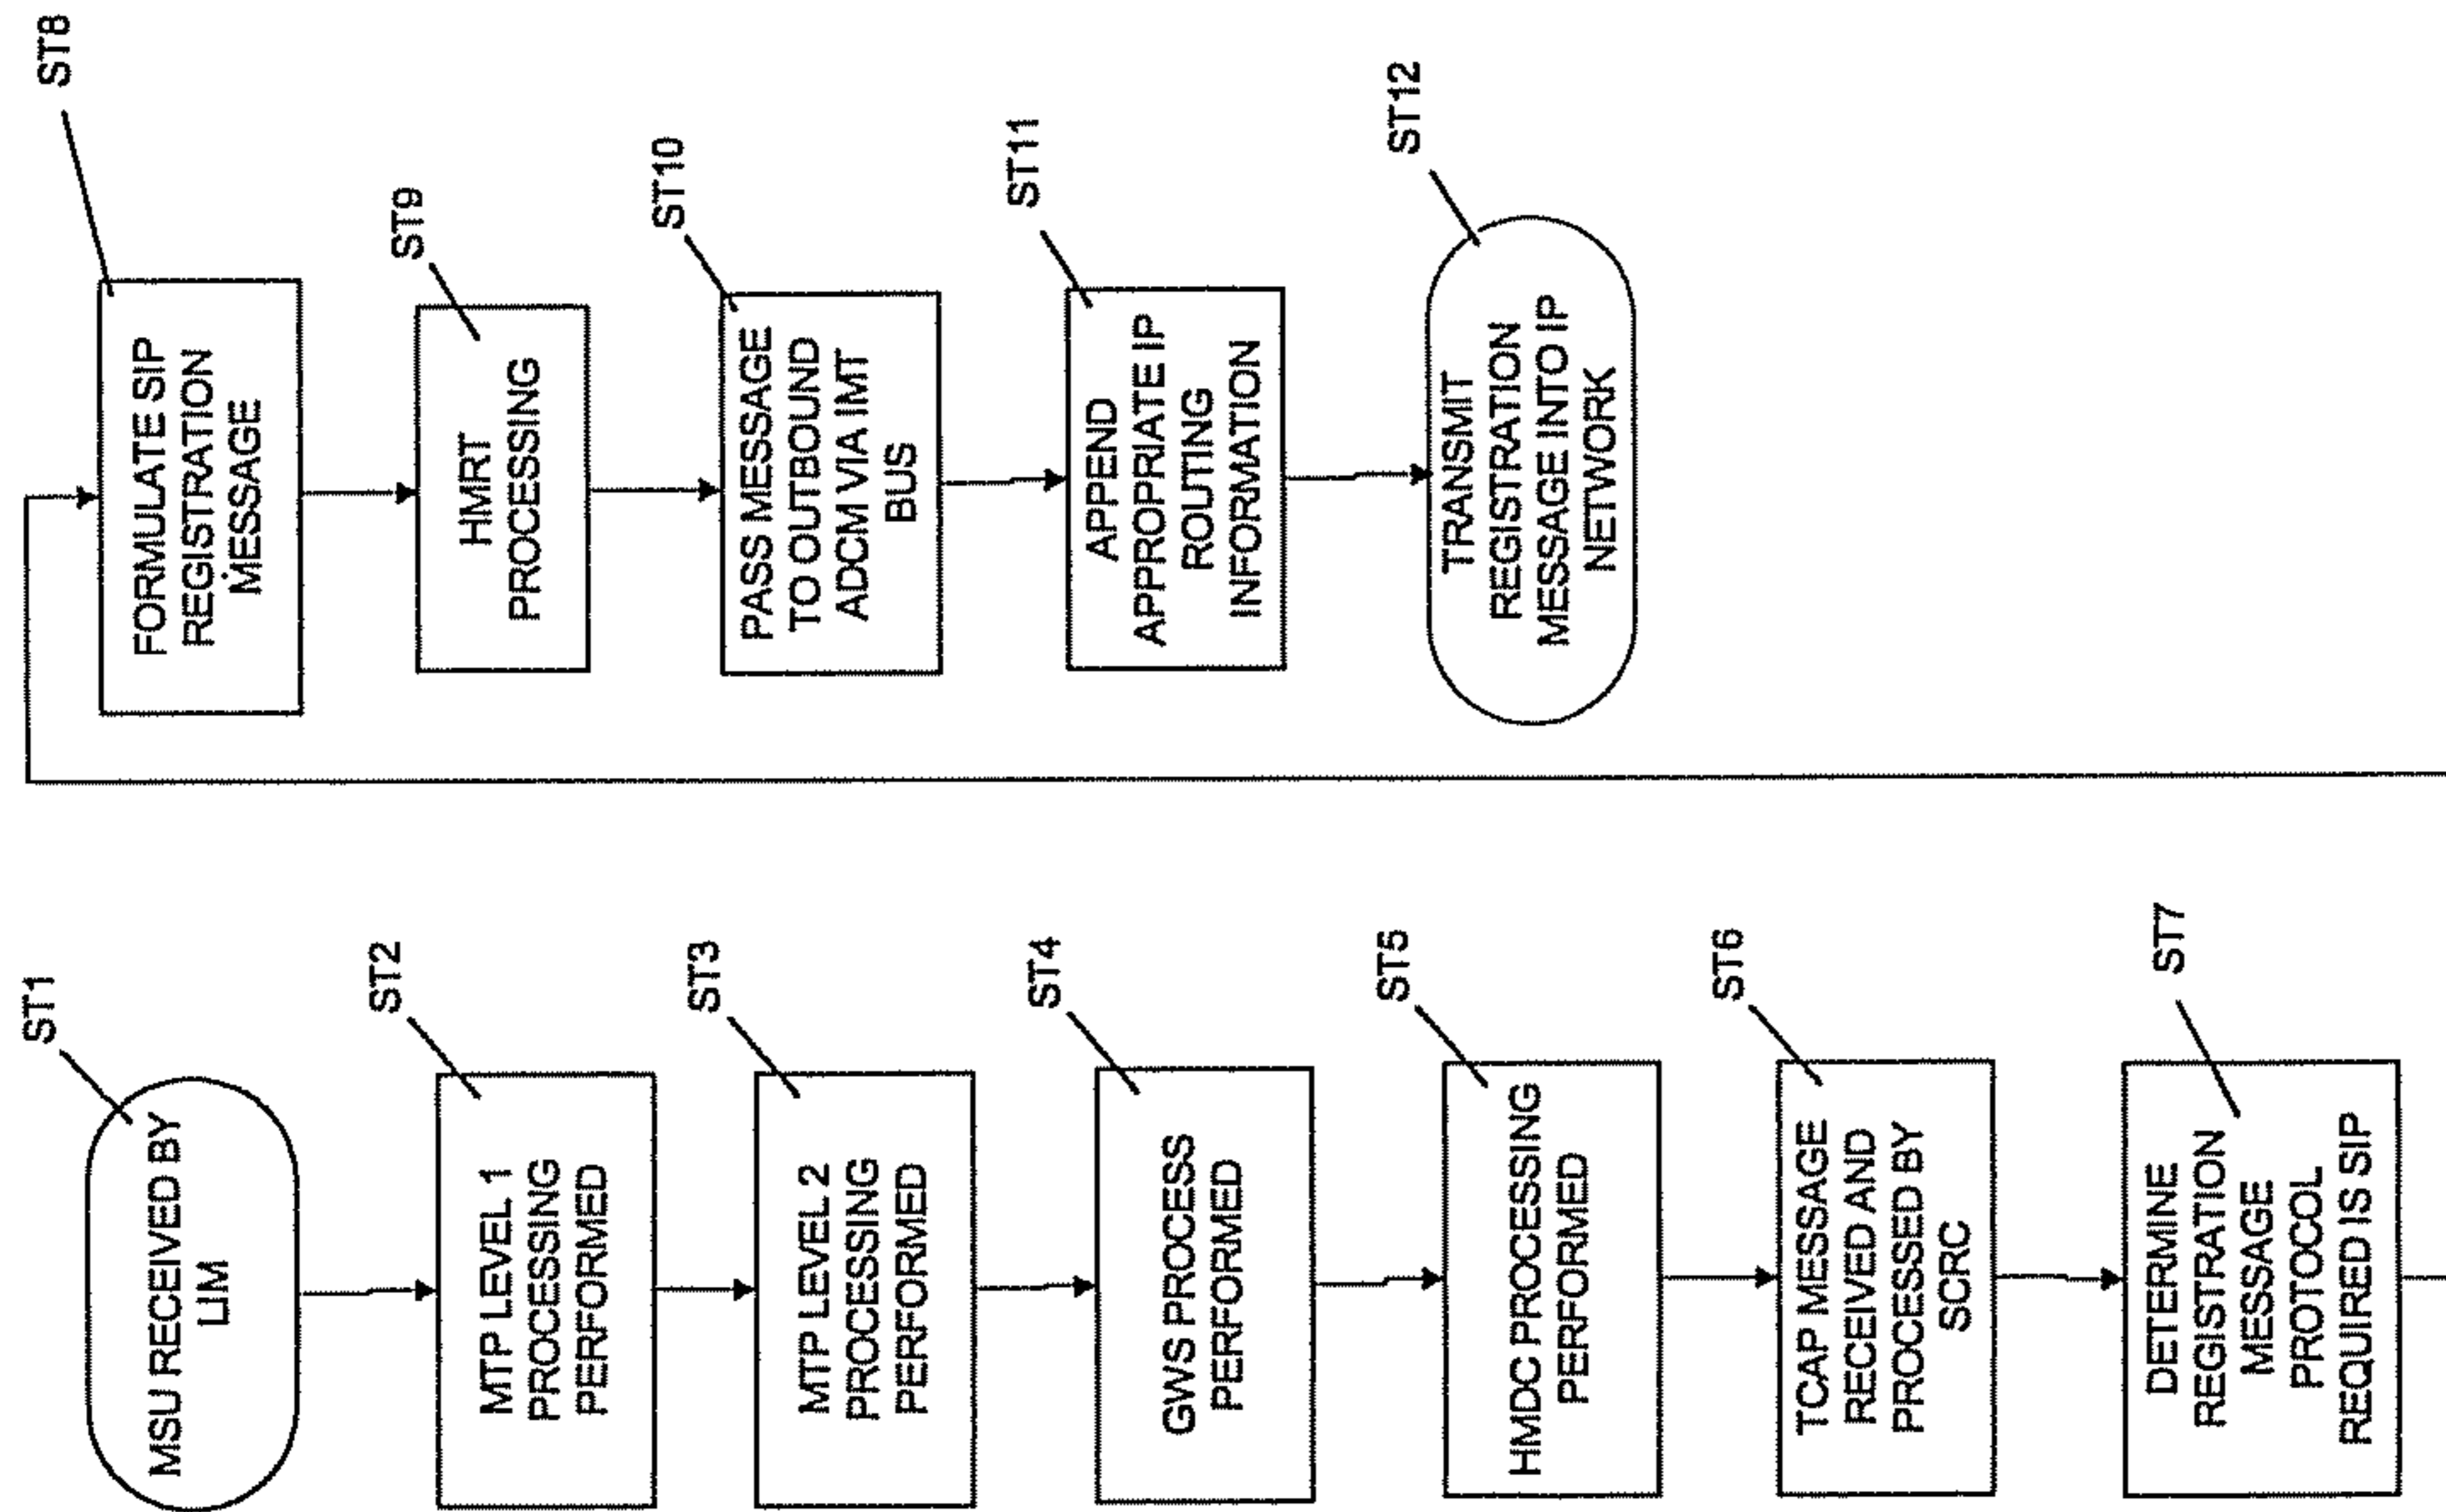 ST1
MSU RECEIVED BY
LIM
ST2
MTP LEVEL 1
PROCESSING
PERFORMED
ST3
MTP LEVEL 2
PROCESSING
PERFORMED
ST4
GWS PROCESS
PERFORMED
ST5
HMDC PROCESSING
PERFORMED
ST6
TCAP MESSAGE
RECEIVED AND
PROCESSED BY
SCRC
ST7
DETERMINE
REGISTRATION
MESSAGE
PROTOCOL
REQUIRED IS SIP
ST8
FORMULATE SIP
REGISTRATION
MESSAGE
ST9
HMRT
PROCESSING
ST10
PASS MESSAGE
TO OUTBOUND
ADCM VIA IMT
BUS
ST11
APPEND
APPROPRIATE IP
ROUTING
INFORMATION
ST12
TRANSMIT
REGISTRATION
MESSAGE INTO IP
NETWORK